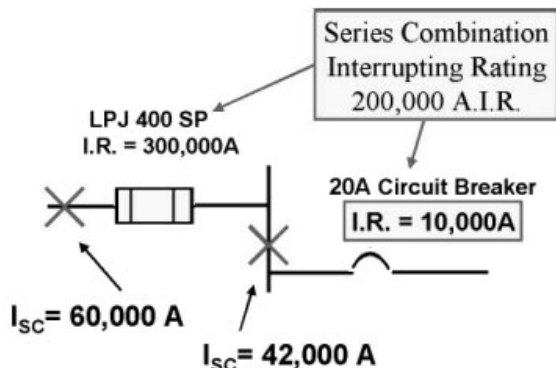 Series Combination
Interrupting Rating
200,000 A.I.R.
LPJ 400 SP
I.R. = 300,000A
20A Circuit Breaker
I.R. = 10,000A
ISC= 60,000 A
ISC= 42,000 A